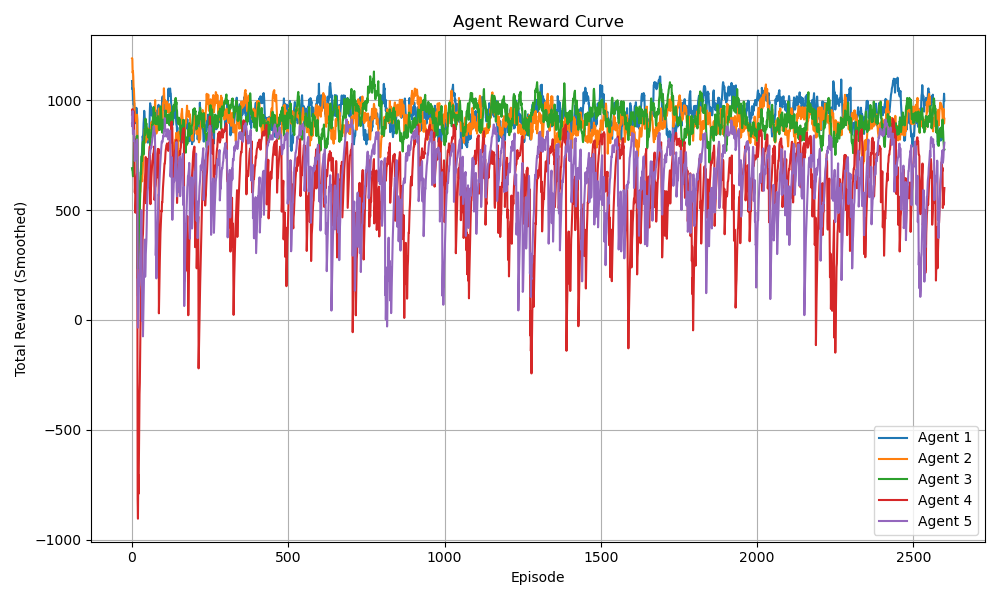 Agent Reward Curve
Total Reward (Smoothed)
1000
500
0
−500
−1000
0 500 1000 1500 2000 2500
Episode
Agent 1
Agent 2
Agent 3
Agent 4
Agent 5